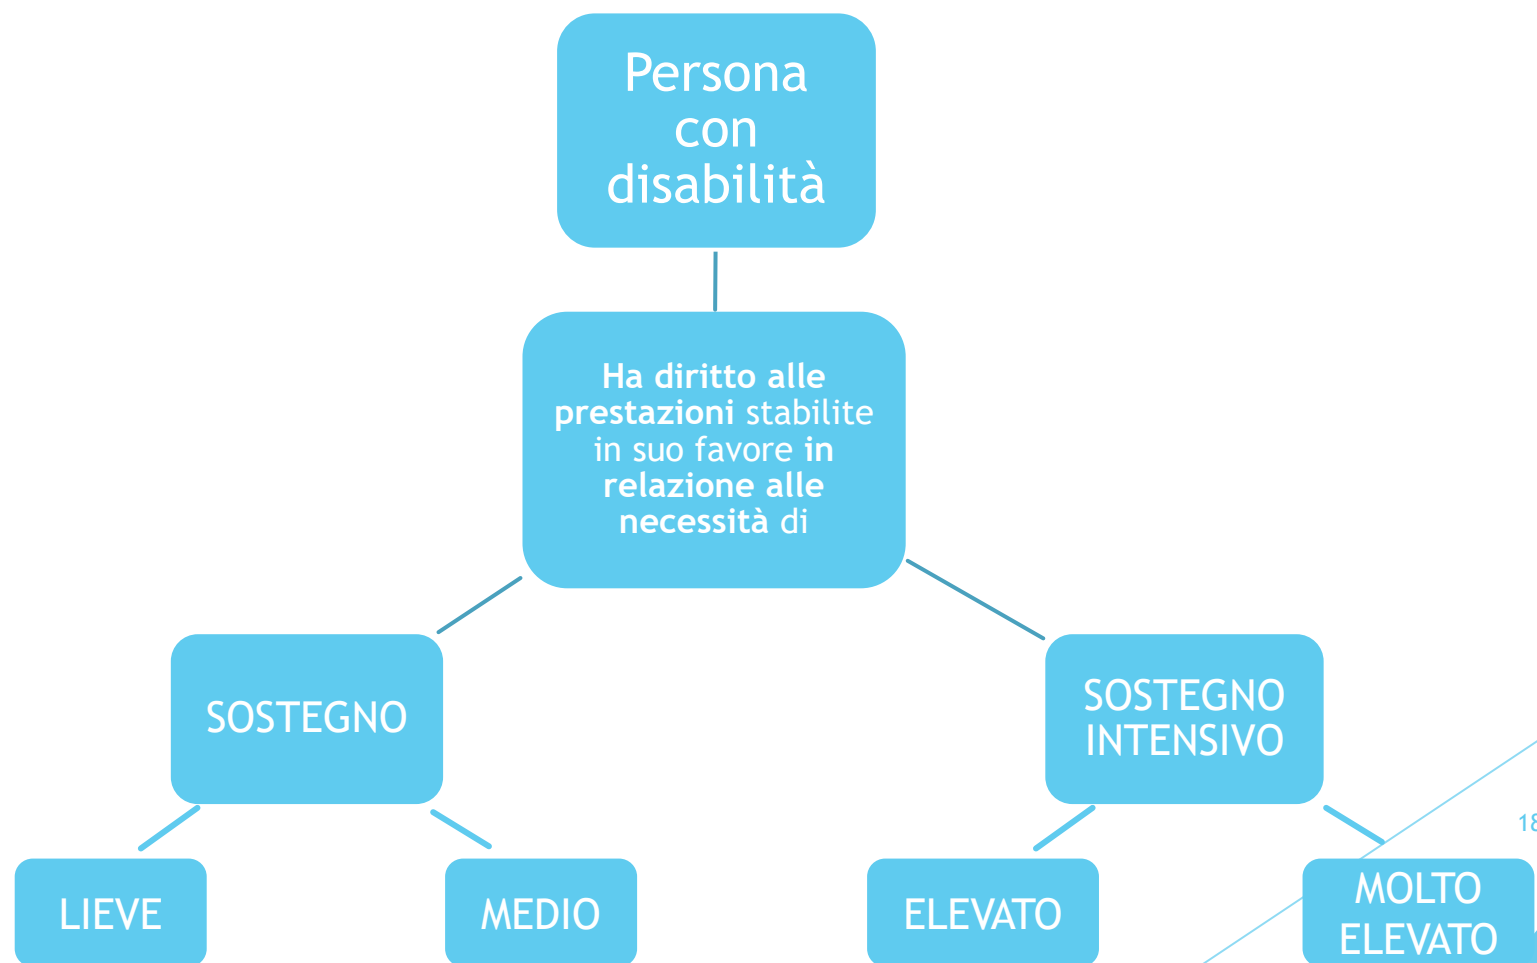 Persona
con
disabilità
Ha diritto alle
prestazioni stabilite
in suo favore in
relazione alle
necessità di
SOSTEGNO
SOSTEGNO
INTENSIVO
18
LIEVE
MEDIO
ELEVATO
MOLTO
ELEVATO